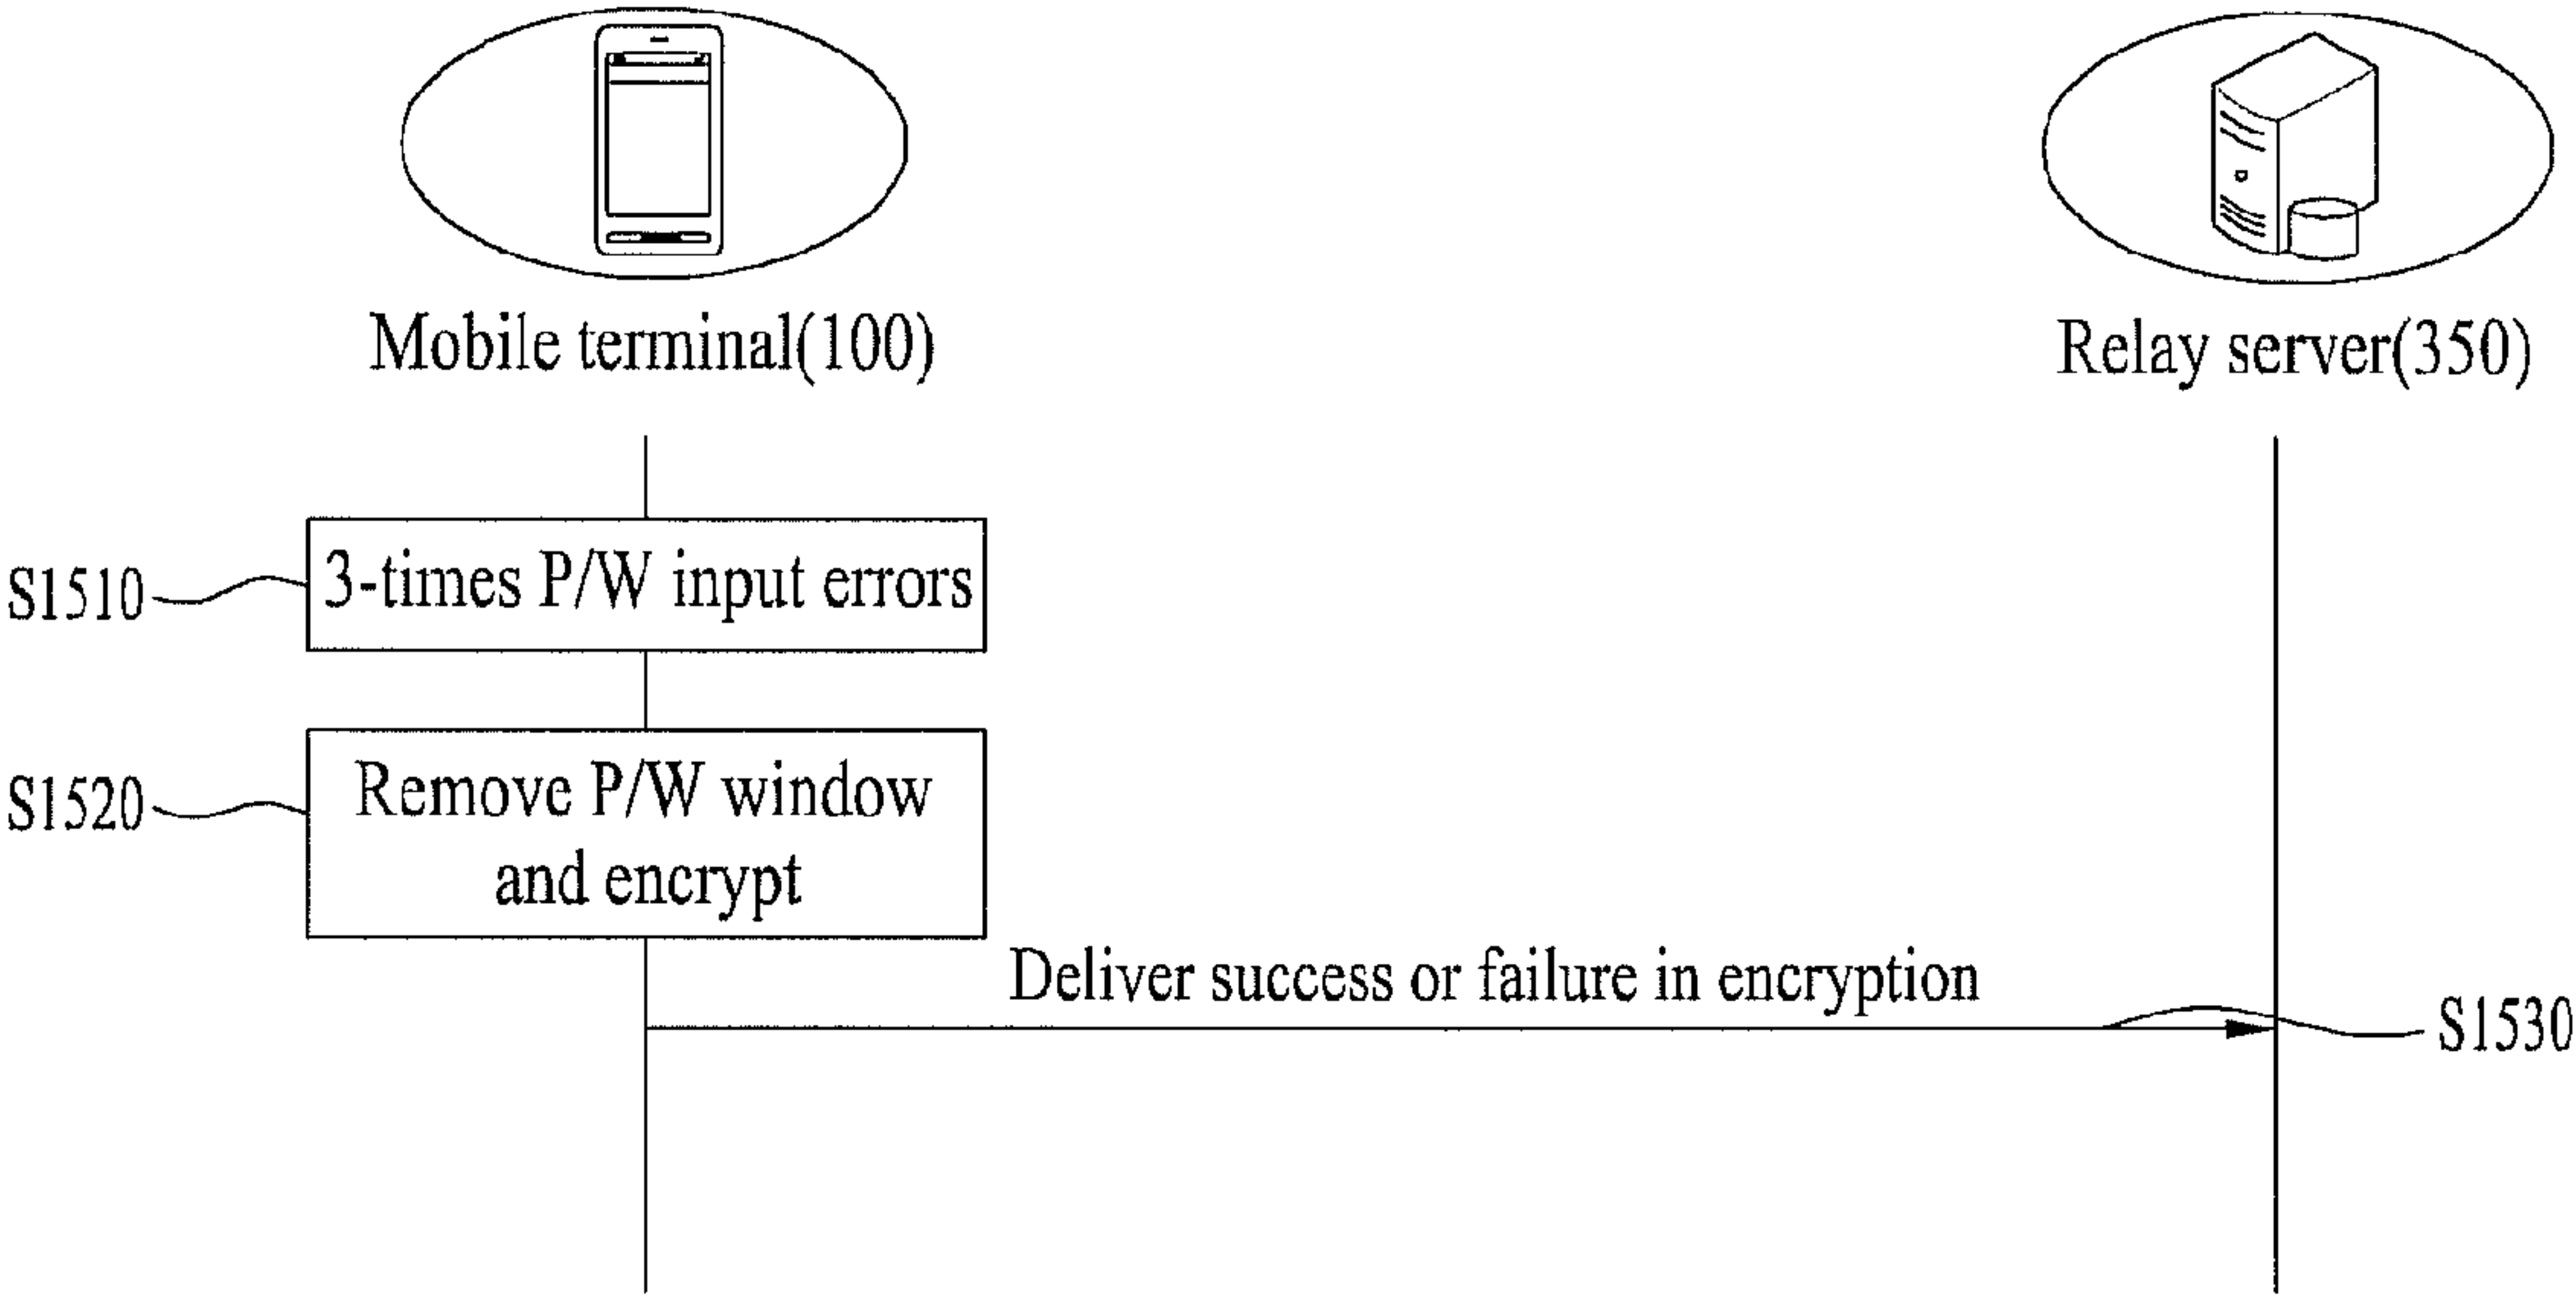 Mobile terminal(100)
Relay server(350)
S1510
3-times P/W input errors
S1520
Remove P/W window
and encrypt
Deliver success or failure in encryption
S1530